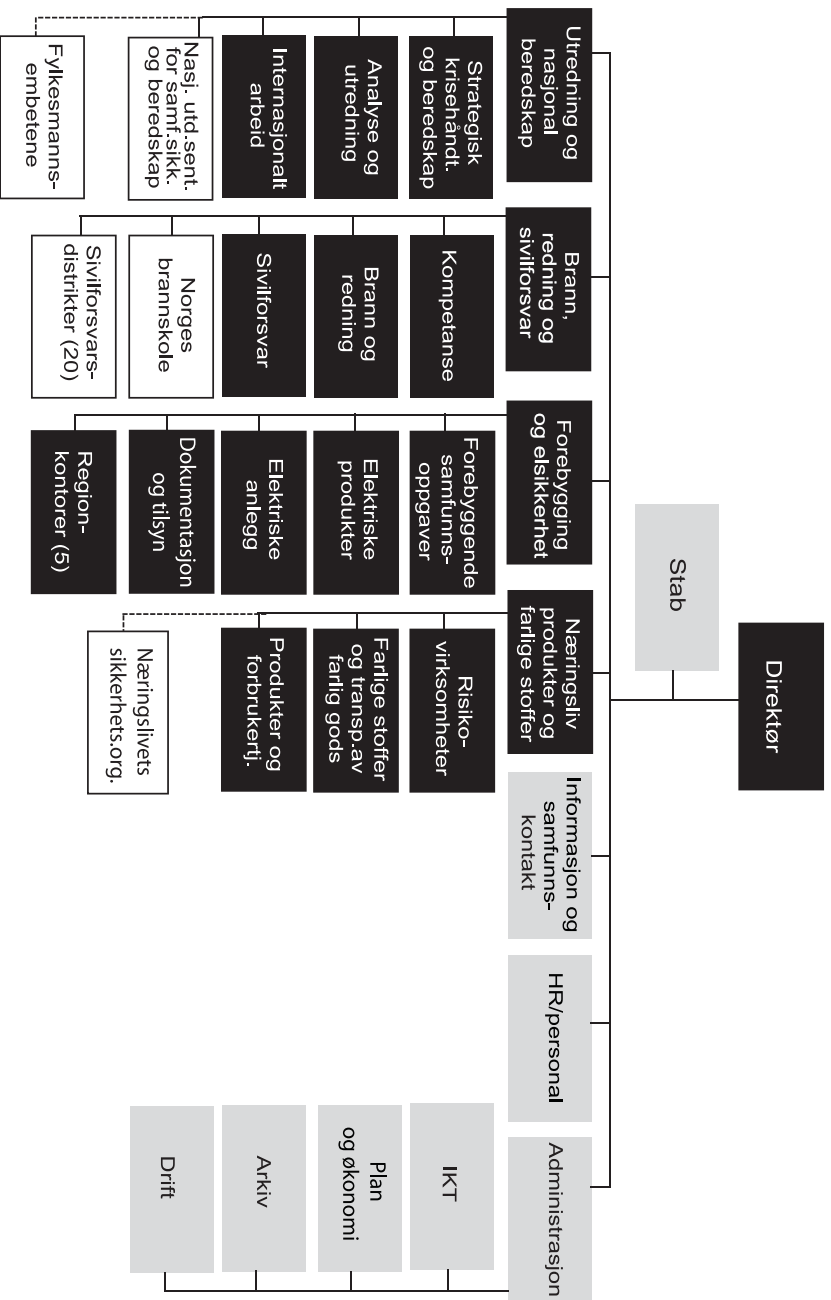 Direktør
Stab
Utredning og
nasjonal
beredskap
Strategisk
krisehåndt.
og beredskap
Analyse og
utredning
Internasjonalt
arbeid
Nasj. utd.sent.
for samf.sikk.
og beredskap
Fylkesmanns-
embetene
Brann,
redning og
sivilforsvar
Kompetanse
Brann og
redning
Sivilforsvar
Norges
brannskole
Sivilforsvars-
distrikter (20)
Forebygging
og elsikkerhet
Forebyggende
samfunns-
oppgaver
Elektriske
produkter
Elektriske
anlegg
Dokumentasjon
og tilsyn
Region-
kontorer (5)
Næringsliv
produkter og
farlige stoffer
Risiko-
virksomheter
Farlige stoffer
og transp.av
farlig gods
Produkter og
forbrukertj.
Næringslivets
sikkerhets.org.
Informasjon og
samfunns-
kontakt
HR/personal
Administrasjon
IKT
Plan
og økonomi
Arkiv
Drift